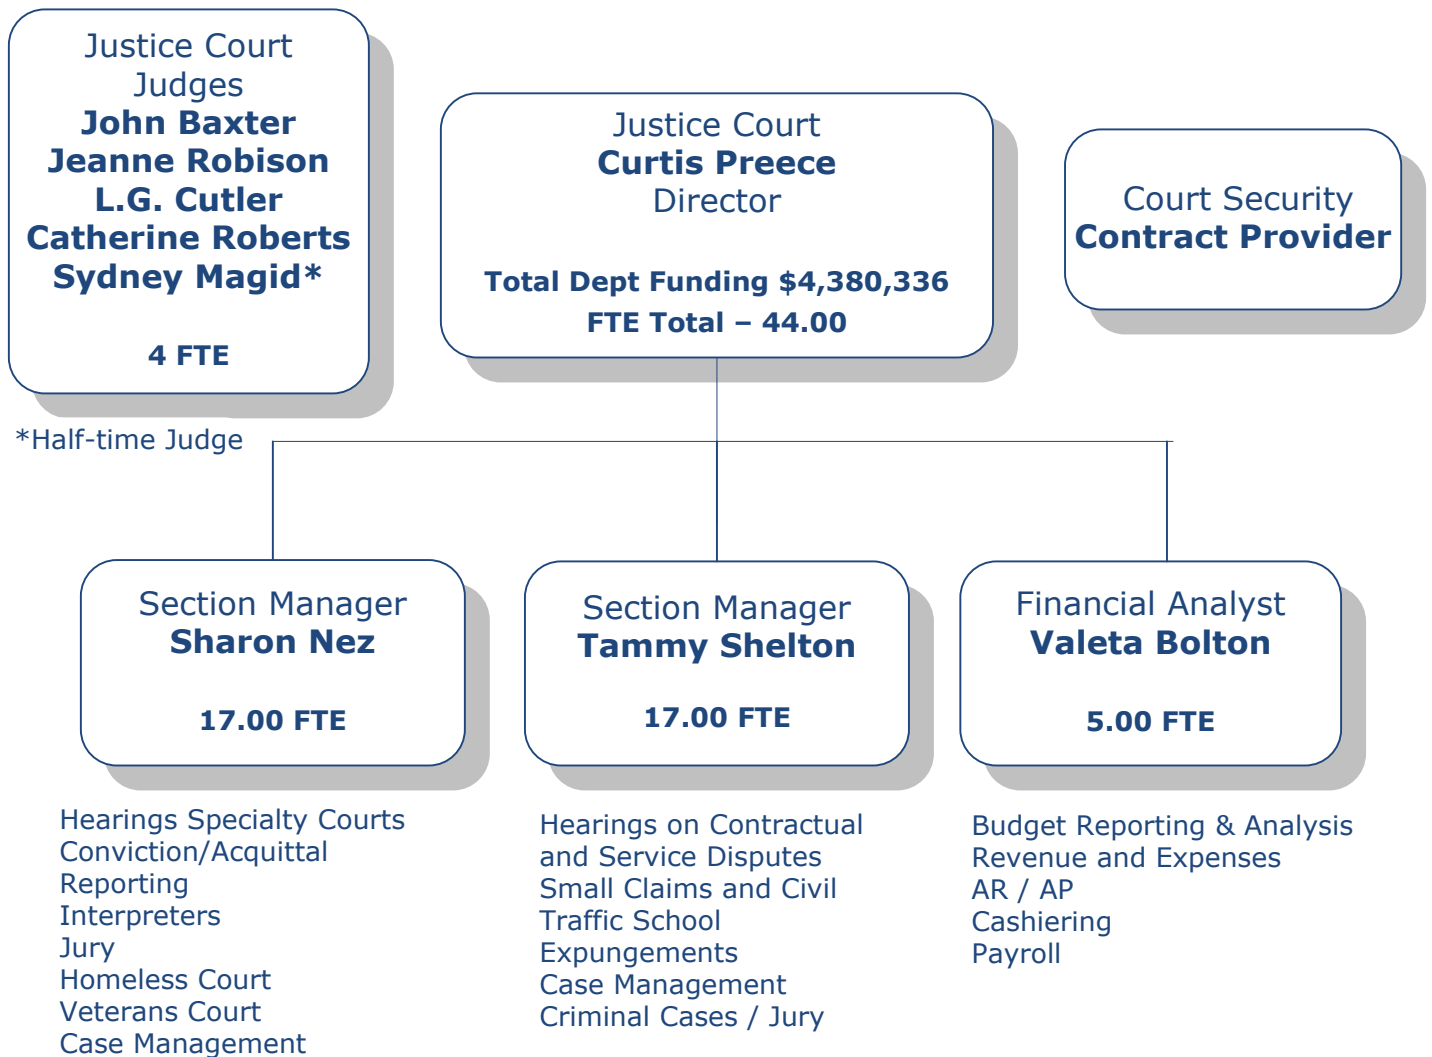 Justice Court
Judges
John Baxter
Jeanne Robison
L.G. Cutler
Catherine Roberts
Sydney Magid*
4 FTE
*Half-time Judge
Justice Court
Curtis Preece
Director
Total Dept Funding $4,380,336
FTE Total – 44.00
Court Security
Contract Provider
Section Manager
Sharon Nez
17.00 FTE
Hearings Specialty Courts
Conviction/Acquittal
Reporting
Interpreters
Jury
Homeless Court
Veterans Court
Case Management
Section Manager
Tammy Shelton
17.00 FTE
Hearings on Contractual
and Service Disputes
Small Claims and Civil
Traffic School
Expungements
Case Management
Criminal Cases / Jury
Financial Analyst
Valeta Bolton
5.00 FTE
Budget Reporting & Analysis
Revenue and Expenses
AR / AP
Cashiering
Payroll